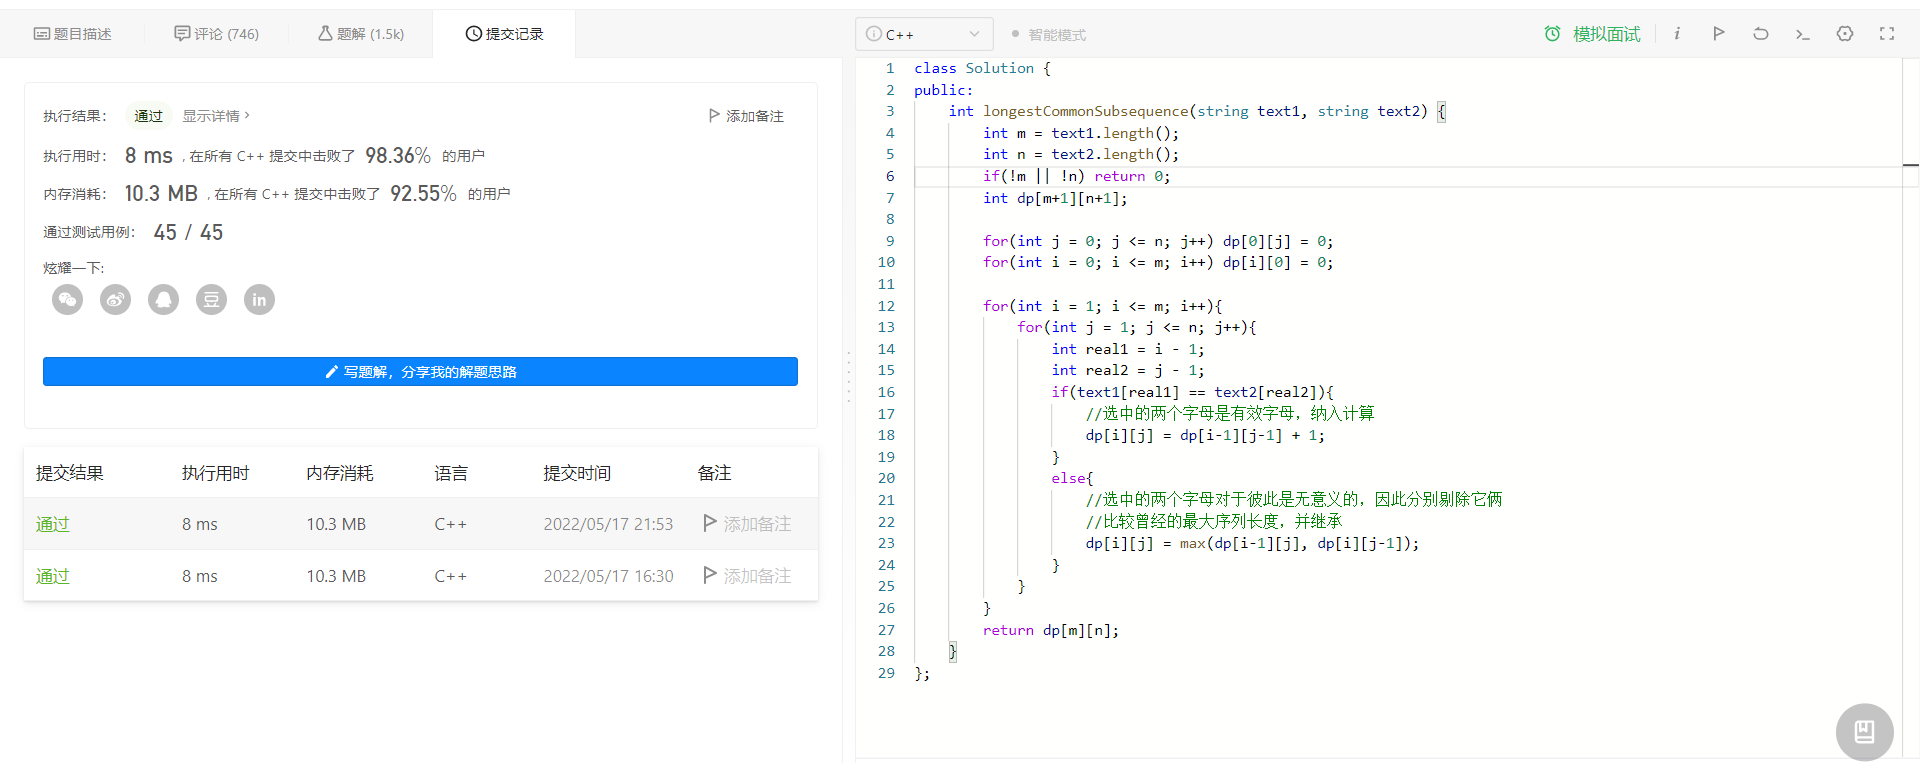 题目描述
评论 (746)
题解 (1.5k)
提交记录
执行结果： 通过 显示详情 >
添加备注
执行用时： 8 ms , 在所有 C++ 提交中击败了 98.36% 的用户
内存消耗： 10.3 MB , 在所有 C++ 提交中击败了 92.55% 的用户
通过测试用例： 45 / 45
炫耀一下:
豆
in
写题解，分享我的解题思路
提交结果 执行用时 内存消耗 语言 提交时间 备注
通过 8 ms 10.3 MB C++ 2022/05/17 21:53 添加备注
通过 8 ms 10.3 MB C++ 2022/05/17 16:30 添加备注
C++
智能模式
模拟面试
1 class Solution {
2 public:
3     int longestCommonSubsequence(string text1, string text2) {
4         int m = text1.length();
5         int n = text2.length();
6         if(!m || !n) return 0;
7         int dp[m+1][n+1];
8
9         for(int j = 0; j <= n; j++) dp[0][j] = 0;
10         for(int i = 0; i <= m; i++) dp[i][0] = 0;
11
12         for(int i = 1; i <= m; i++){
13             for(int j = 1; j <= n; j++){
14                 int real1 = i - 1;
15                 int real2 = j - 1;
16                 if(text1[real1] == text2[real2]){
17                     //选中的两个字母是有效字母，纳入计算
18                     dp[i][j] = dp[i-1][j-1] + 1;
19                 }
20                 else{
21                     //选中的两个字母对于彼此是无意义的，因此分别剔除它俩
22                     //比较曾经的最大序列长度，并继承
23                     dp[i][j] = max(dp[i-1][j], dp[i][j-1]);
24                 }
25             }
26         }
27         return dp[m][n];
28     }
29 };